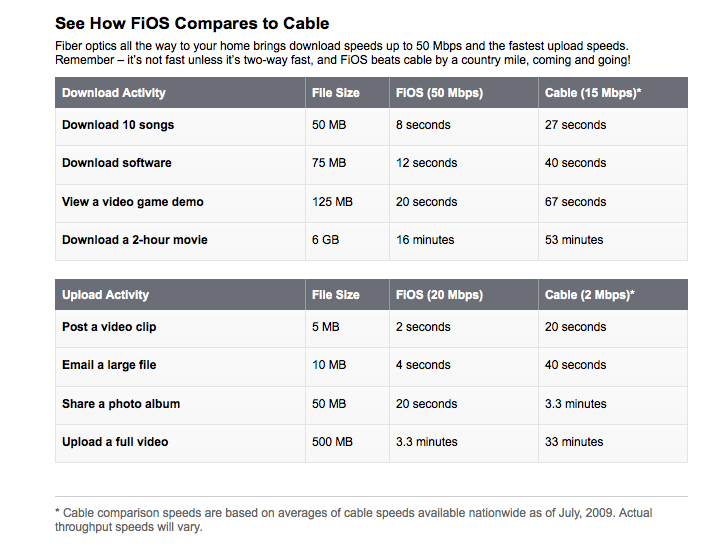 See How FiOS Compares to Cable
Fiber optics all the way to your home brings download speeds up to 50 Mbps and the fastest upload speeds.
Remember – it's not fast unless it's two-way fast, and FiOS beats cable by a country mile, coming and going!
Download Activity File Size FiOS (50 Mbps) Cable (15 Mbps)*
Download 10 songs 50 MB 8 seconds 27 seconds
Download software 75 MB 12 seconds 40 seconds
View a video game demo 125 MB 20 seconds 67 seconds
Download a 2-hour movie 6 GB 16 minutes 53 minutes
Upload Activity File Size FiOS (20 Mbps) Cable (2 Mbps)*
Post a video clip 5 MB 2 seconds 20 seconds
Email a large file 10 MB 4 seconds 40 seconds
Share a photo album 50 MB 20 seconds 3.3 minutes
Upload a full video 500 MB 3.3 minutes 33 minutes
* Cable comparison speeds are based on averages of cable speeds available nationwide as of July, 2009. Actual
throughput speeds will vary.